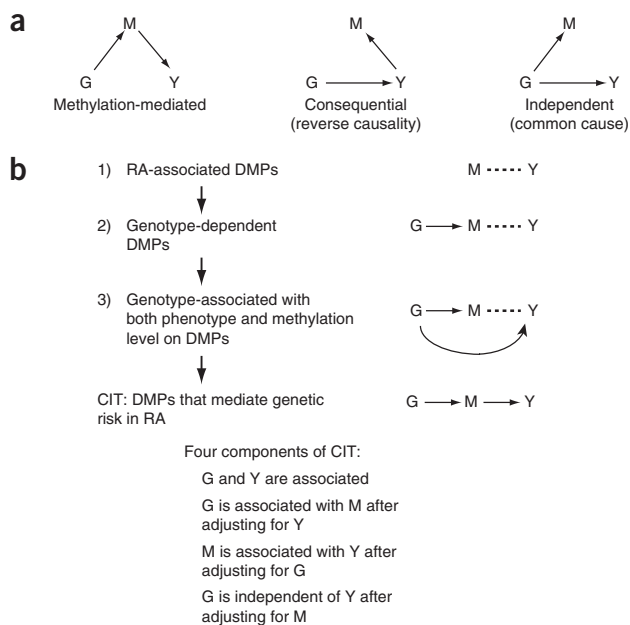 a
M
G Y
Methylation-mediated
M
G Y
Consequential
(reverse causality)
M
G Y
Independent
(common cause)
b
1) RA-associated DMPs
M Y
2) Genotype-dependent
DMPs
G M Y
3) Genotype-associated with
both phenotype and methylation
level on DMPs
G M Y
CIT: DMPs that mediate genetic
risk in RA
G M Y
Four components of CIT:
G and Y are associated
G is associated with M after
adjusting for Y
M is associated with Y after
adjusting for G
G is independent of Y after
adjusting for M